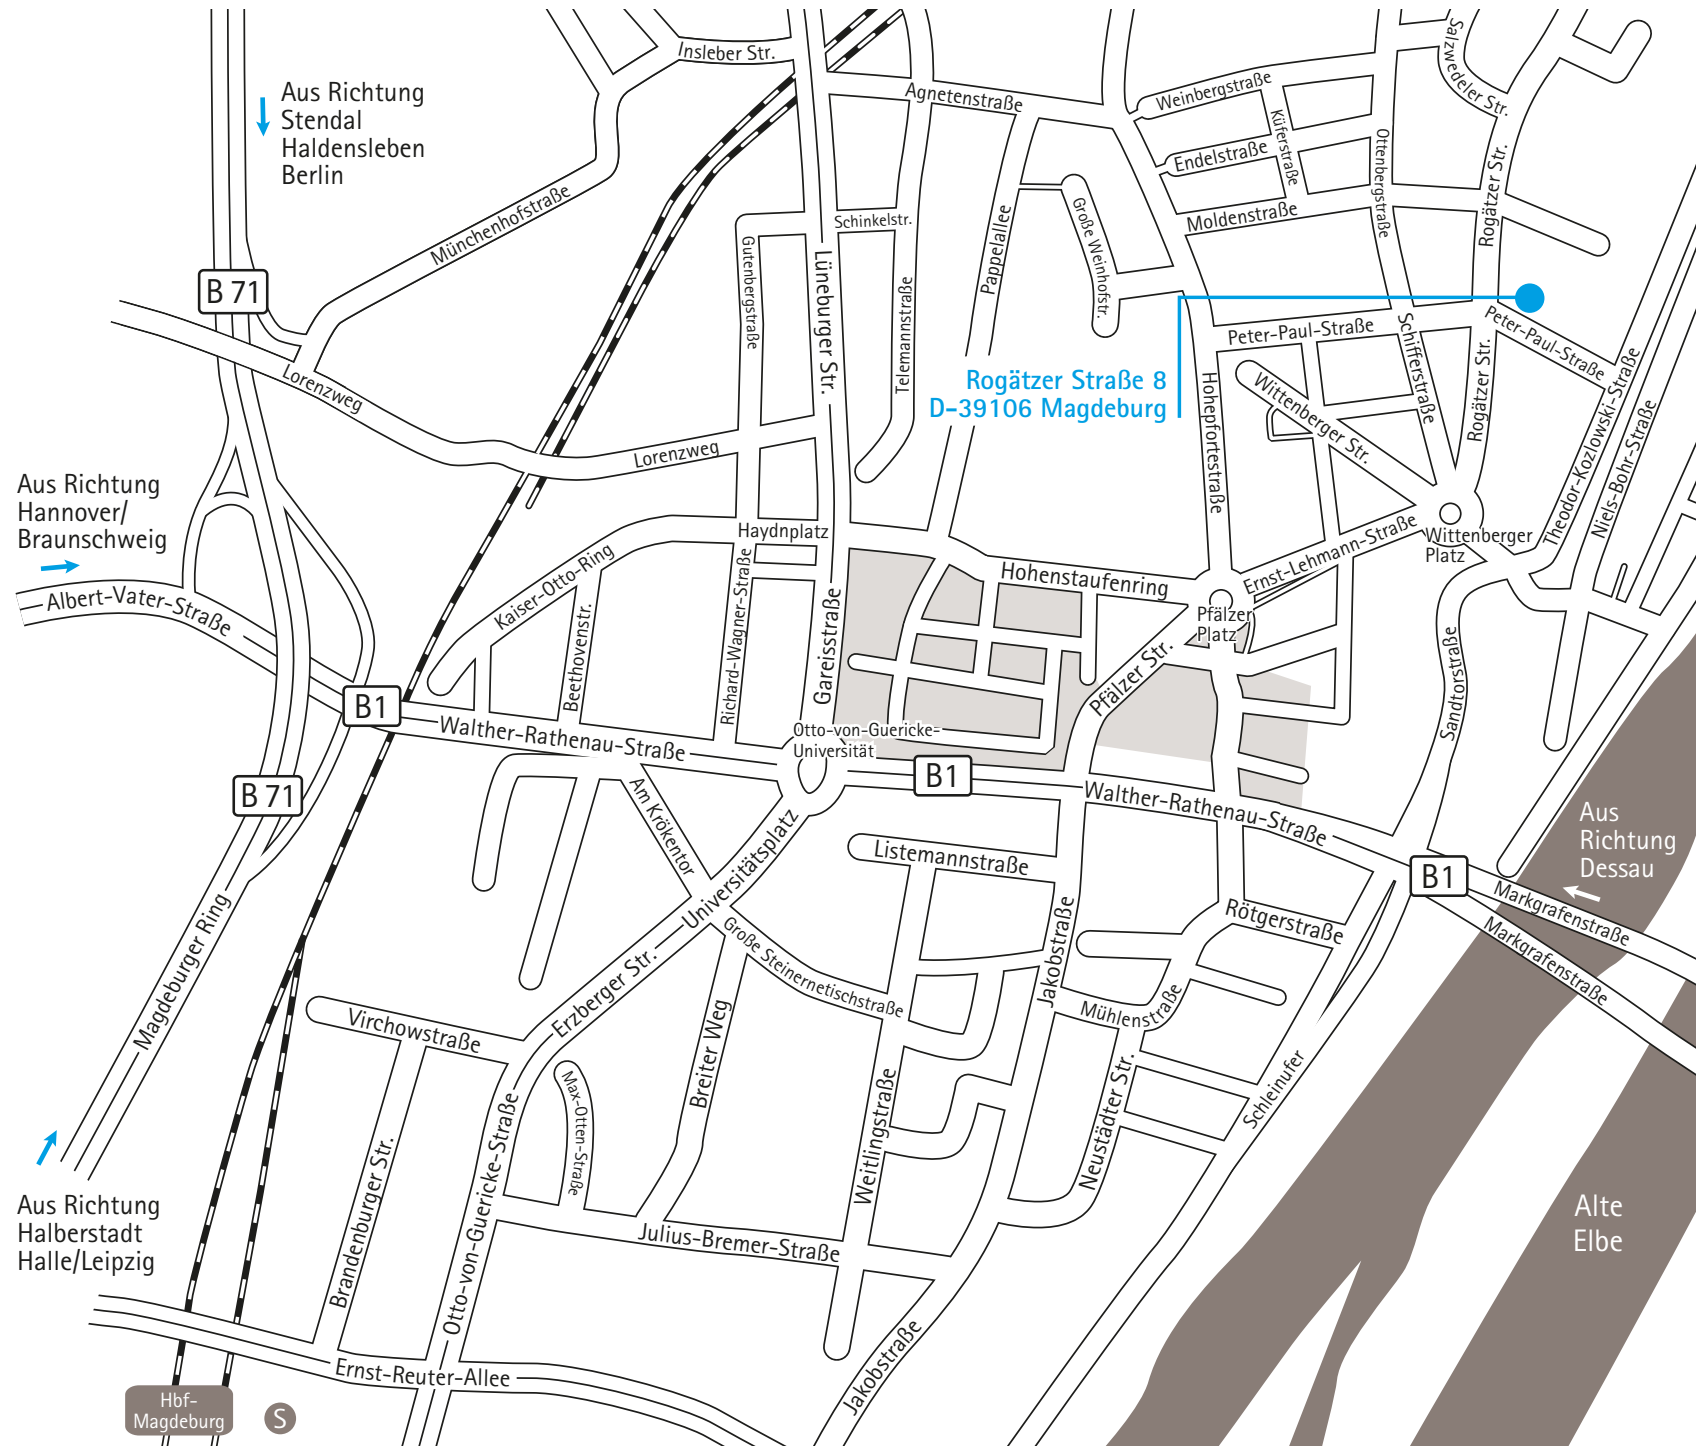 Insleber Str.
Aus Richtung
Stendal
Haldensleben
Berlin
Agnetenstraße
Weinbergstraße
Salzwedeler Str.
Küferstraße
Endelstraße
Ottenbergstraße
Rogätzer Str.
Münchenhofstraße
Schinkelstr.
Moldenstraße
Große Weinhofstr.
Pappelallee
Gutenbergstraße
Lüneburger Str.
Telemannstraße
B 71
Peter-Paul-Straße
Peter-Paul-Straße
Schifferstraße
Rogätzer Str.
Rogätzer Straße 8
D-39106 Magdeburg
Lorenzweg
Hohepfortestraße
Wittenberger Str.
Theodor-Kozlowski-Straße
Niels-Bohr-Straße
Lorenzweg
Aus Richtung
Hannover/
Braunschweig
Haydnplatz
Wittenberger
Platz
Kaiser-Otto-Ring
Hohenstaufenring
Ernst-Lehmann-Straße
Albert-Vater-Straße
Beethovenstr.
Richard-Wagner-Straße
Gareisstraße
Pfälzer
Platz
Pfälzer Str.
Sandtorstraße
B1
Walther-Rathenau-Straße
Otto-von-Guericke-
Universität
B1
Walther-Rathenau-Straße
B 71
Am Krökentor
Universitätsplatz
Listemannstraße
Aus
Richtung
Dessau
B1
Markgrafenstraße
Markgrafenstraße
Magdeburger Ring
Große Steinernetischstraße
Jakobstraße
Rötgerstraße
Erzberger Str.
Virchowstraße
Breiter Weg
Mühlenstraße
Max-Otten-Straße
Weitlingstraße
Neustädter Str.
Schleinufer
Otto-von-Guericke-Straße
Brandenburger Str.
Aus Richtung
Halberstadt
Halle/Leipzig
Julius-Bremer-Straße
Alte
Elbe
Jakobstraße
Ernst-Reuter-Allee
Hbf-
Magdeburg
S